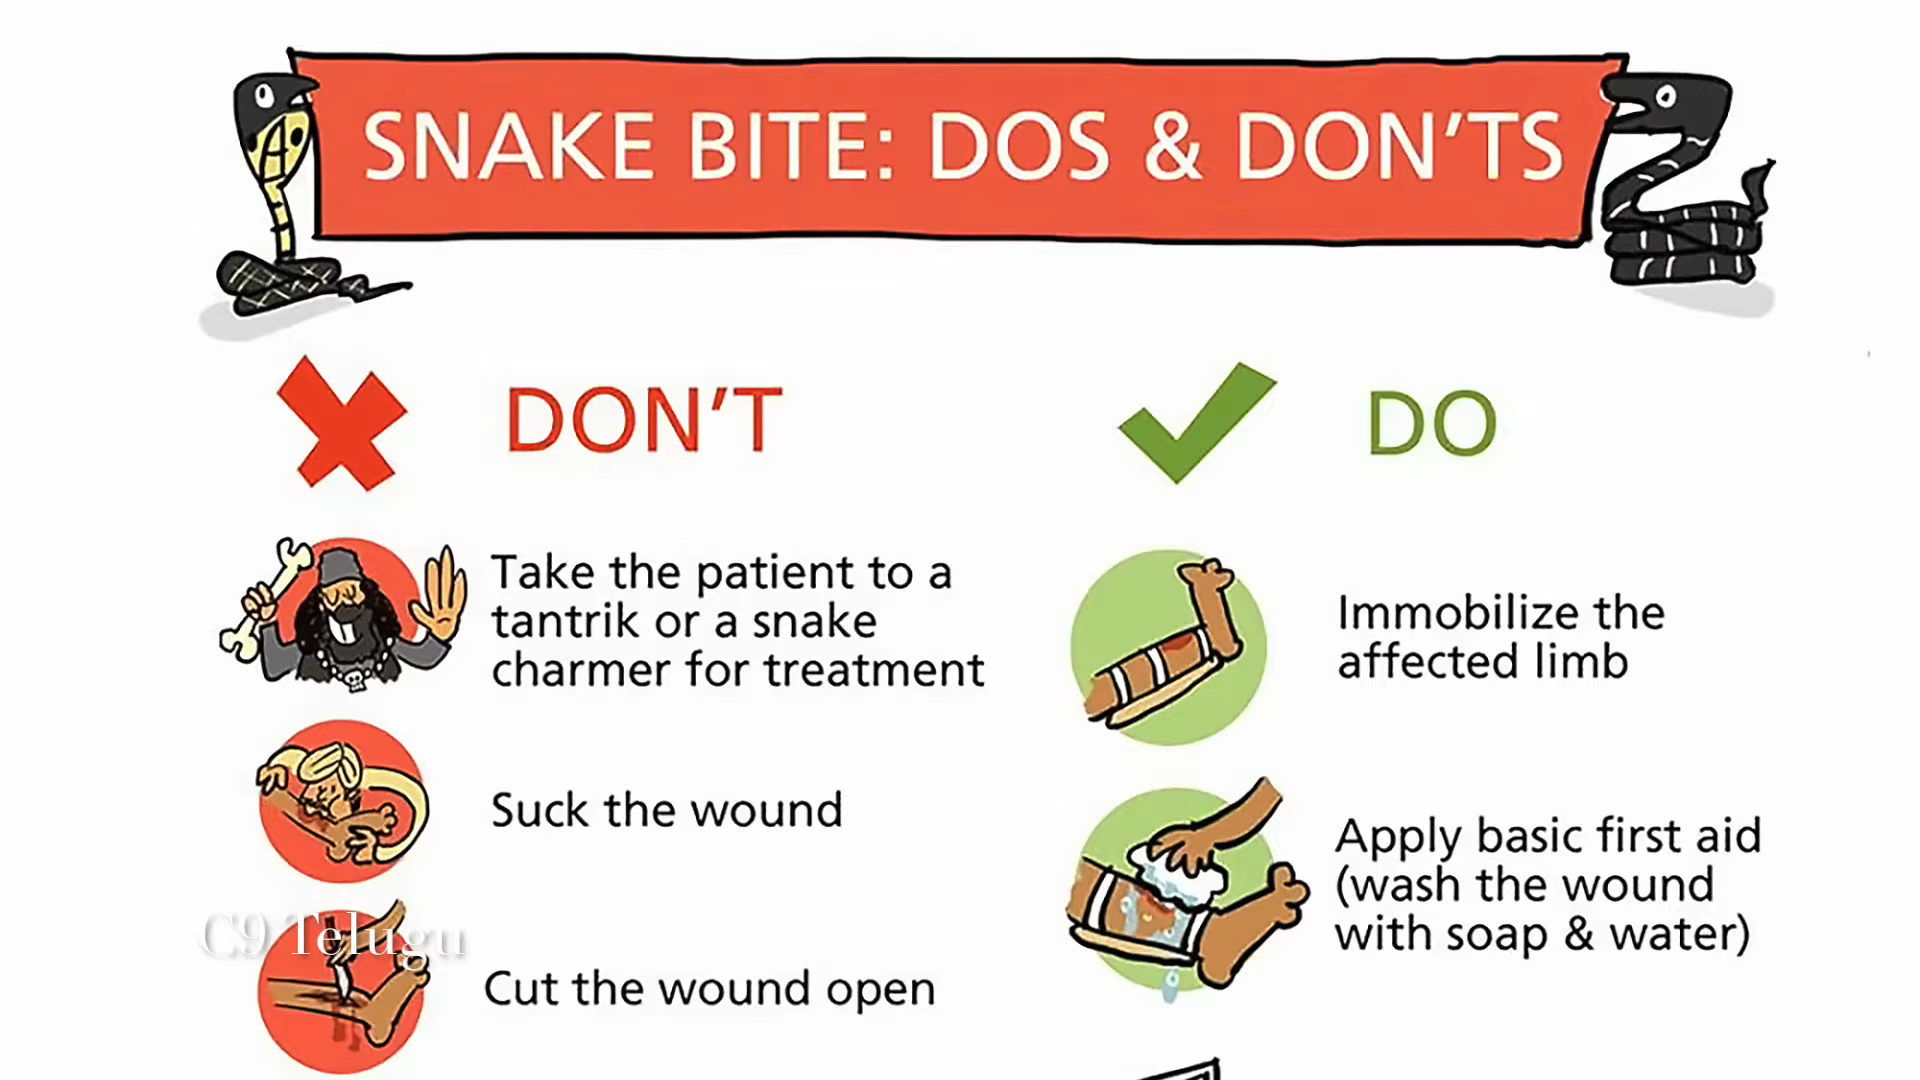 SNAKE BITE: DOS & DON'TS
DON'T
Take the patient to a
tantrik or a snake
charmer for treatment
Suck the wound
Cut the wound open
DO
Immobilize the
affected limb
Apply basic first aid
(wash the wound
with soap & water)
C9 Telugu